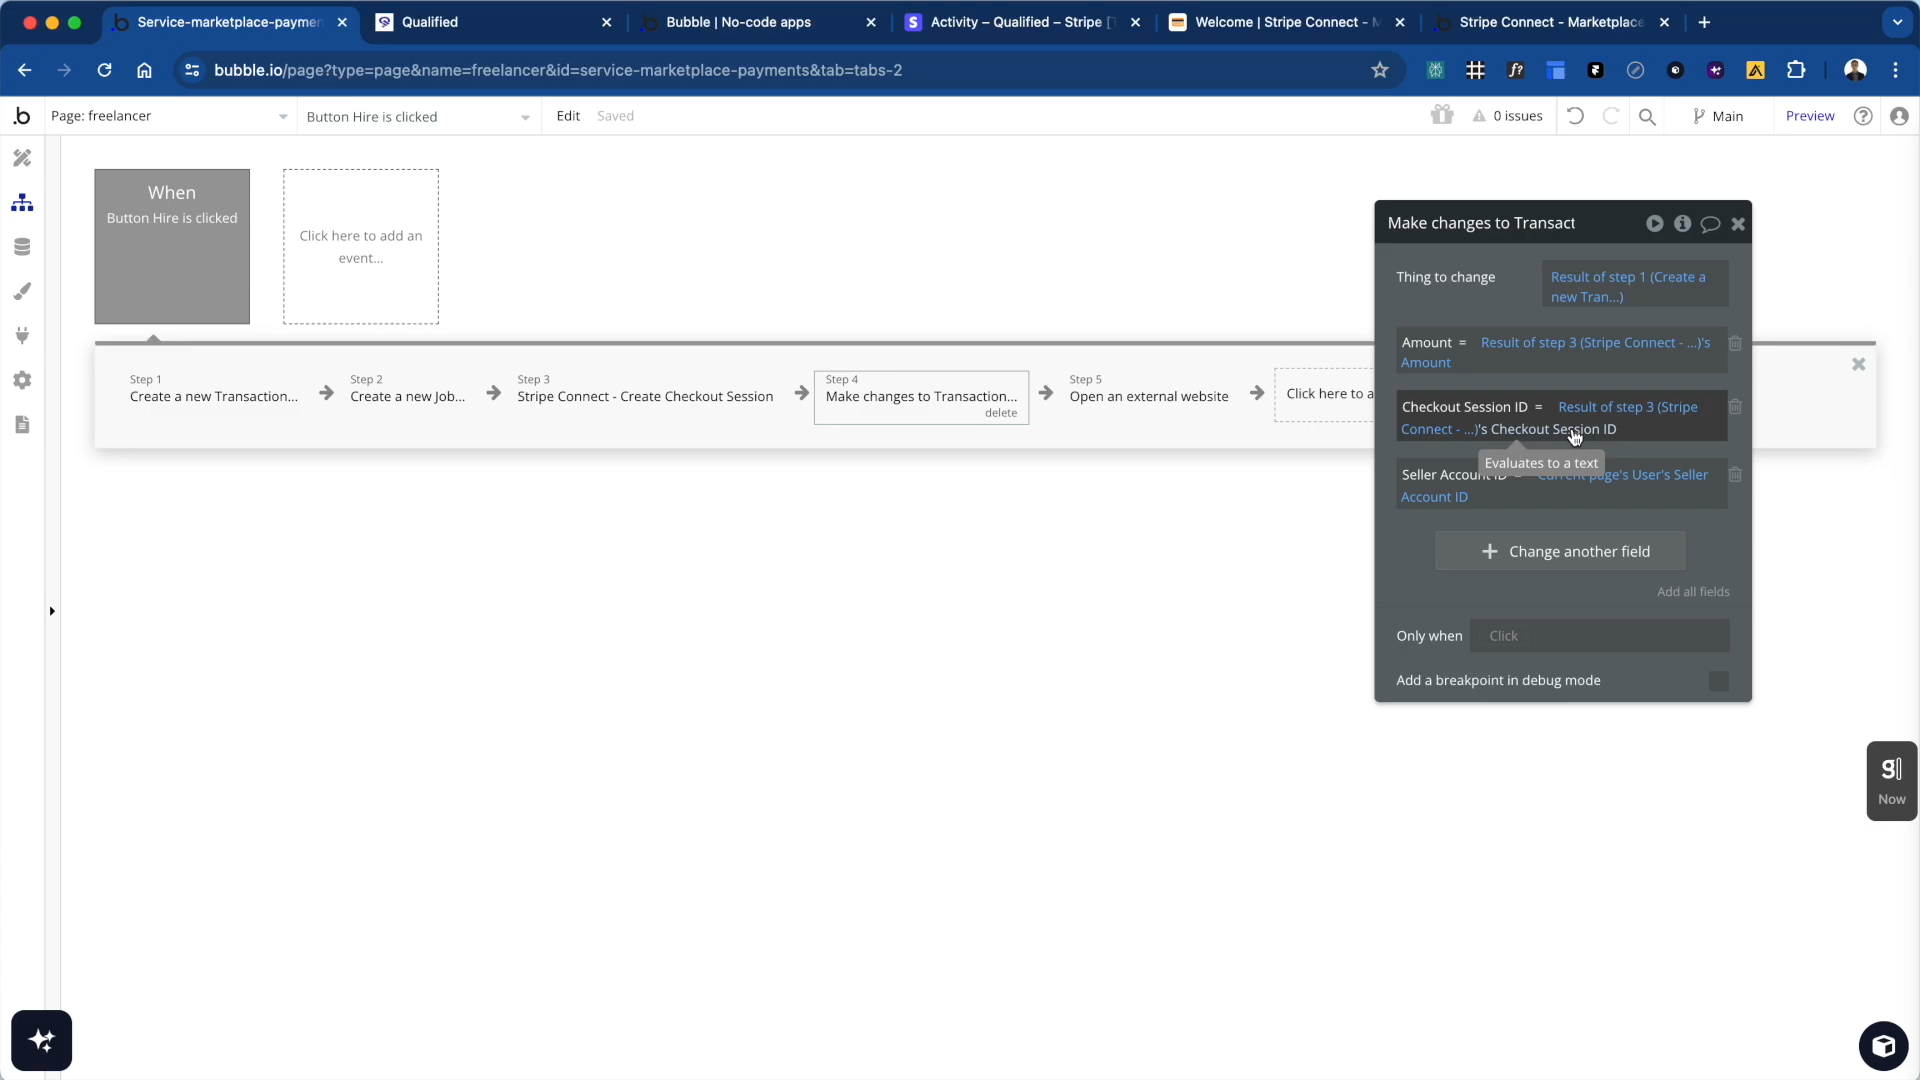 Service-marketplace-paymen
Qualified
Bubble | No-code apps
Activity – Qualified – Stripe [
Welcome | Stripe Connect - M
Stripe Connect - Marketplace
bubble.io/page?type=page&name=freelancer&id=service-marketplace-payments&tab=tabs-2
Page: freelancer
Button Hire is clicked
Edit
Saved
0 issues
Main
Preview
When
Button Hire is clicked
Click here to add an
event...
Step 1
Create a new Transaction...
Step 2
Create a new Job...
Step 3
Stripe Connect - Create Checkout Session
Step 4
Make changes to Transaction...
delete
Step 5
Open an external website
Click here to a
Make changes to Transact
Thing to change
Result of step 1 (Create a
new Tran...)
Amount = Result of step 3 (Stripe Connect - ...)'s
Amount
Checkout Session ID = Result of step 3 (Stripe
Connect - ...)'s Checkout Session ID
Evaluates to a text
Seller Account ID = Current page's User's Seller
Account ID
+ Change another field
Add all fields
Only when
Click
Add a breakpoint in debug mode
g
Now